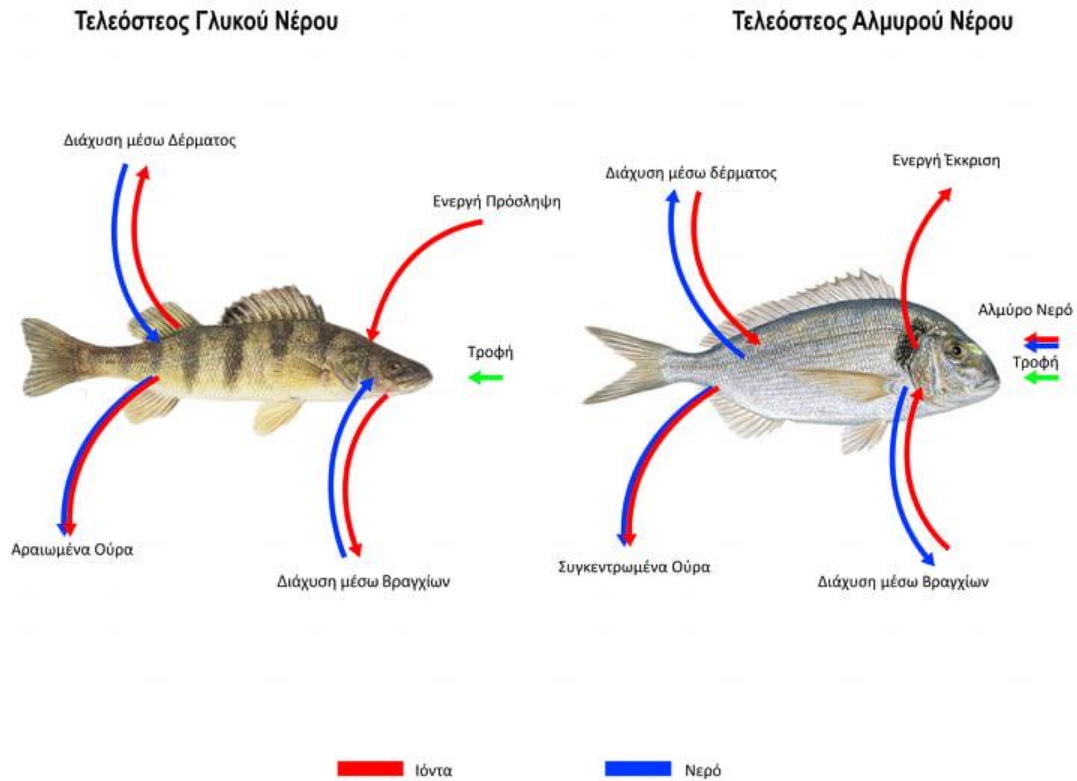 Τελεόστεος Γλυκού Νέρου
Τελεόστεος Αλμυρού Νέρου
Διάχυση μέσω Δέρματος
Ενεργή Πρόσληψη
Τροφή
Αραιωμένα Ούρα
Διάχυση μέσω Βραγχίων
Διάχυση μέσω δέρματος
Ενεργή Έκκριση
Αλμύρο Νερό
Τροφή
Συγκεντρωμένα Ούρα
Διάχυση μέσω Βραγχίων
Ιόντα
Νερό